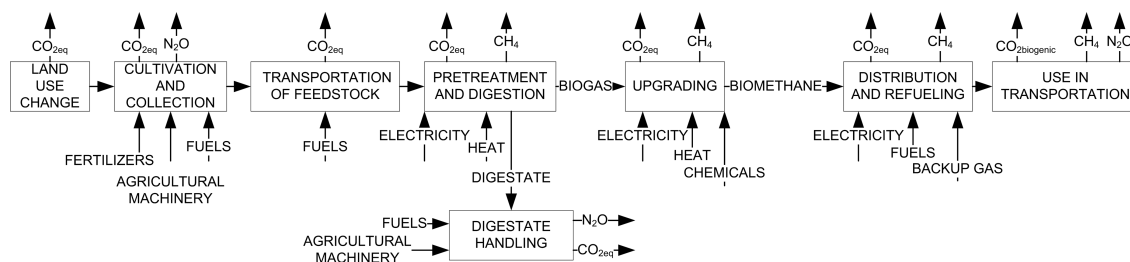 CO2eq
CO2eq N2O
CO2eq
CO2eq CH4
CO2eq CH4
CO2eq CH4
CO2biogenic CH4 N2O
LAND
USE
CHANGE
CULTIVATION
AND
COLLECTION
TRANSPORTATION
OF FEEDSTOCK
PRETREATMENT
AND DIGESTION
BIOGAS
UPGRADING
BIOMETHANE
DISTRIBUTION
AND REFUELING
USE IN
TRANSPORTATION
FERTILIZERS
AGRICULTURAL
MACHINERY
FUELS
FUELS
ELECTRICITY
HEAT
DIGESTATE
ELECTRICITY
HEAT
CHEMICALS
ELECTRICITY
FUELS
BACKUP GAS
FUELS
AGRICULTURAL
MACHINERY
DIGESTATE
HANDLING
N2O
CO2eq